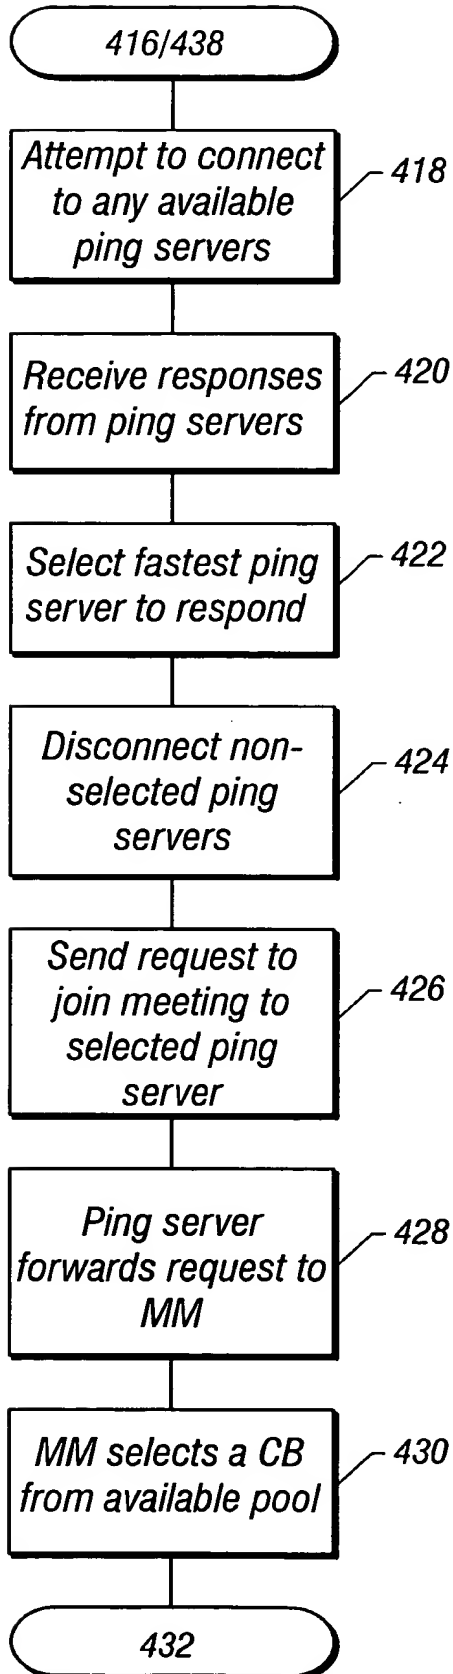 416/438
Attempt to connect
to any available
ping servers
418
Receive responses
from ping servers
420
Select fastest ping
server to respond
422
Disconnect non-
selected ping
servers
424
Send request to
join meeting to
selected ping
server
426
Ping server
forwards request to
MM
428
MM selects a CB
from available pool
430
432